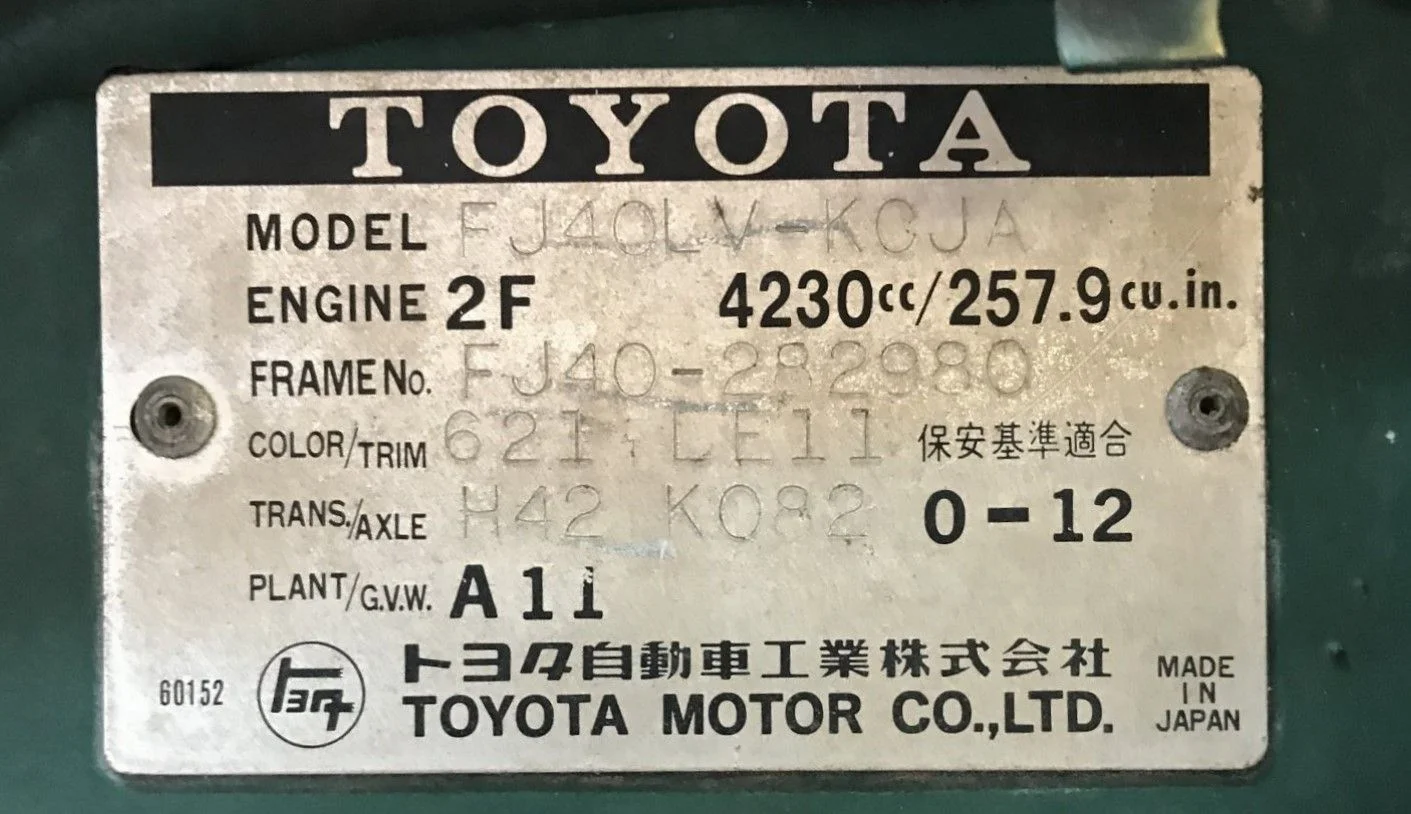 TOYOTA
MODEL FJ40LV-KCJA
ENGINE 2F 4230cc/257.9cu.in.
FRAME No. FJ40-282980
COLOR/TRIM 621 LE11 保安基準適合
TRANS./AXLE H42 K082 0-12
PLANT/G.V.W. A11
60152 トヨタ トヨタ自動車工業株式会社 MADE
TOYOTA MOTOR CO.,LTD. IN
JAPAN